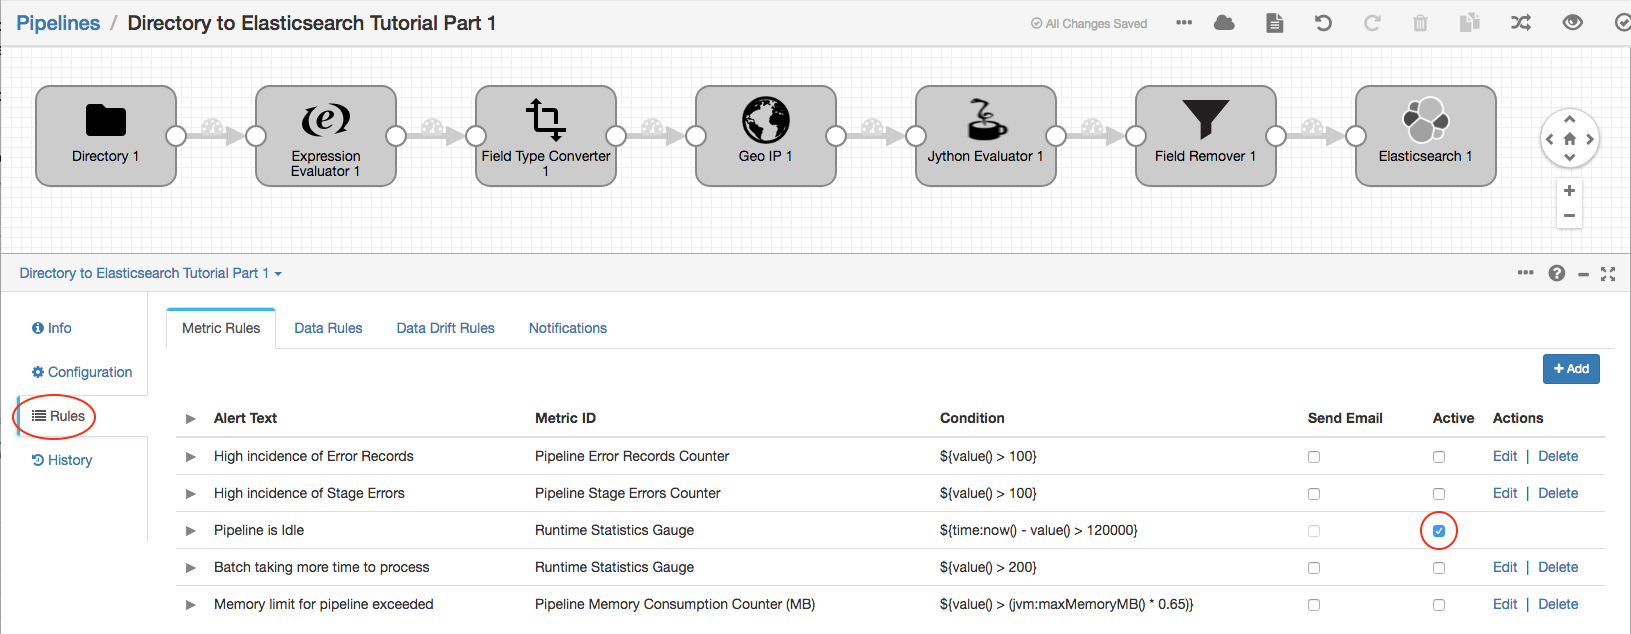 Pipelines / Directory to Elasticsearch Tutorial Part 1
All Changes Saved
Directory 1
Expression
Evaluator 1
Field Type Converter
1
Geo IP 1
Jython Evaluator 1
Field Remover 1
Elasticsearch 1
Directory to Elasticsearch Tutorial Part 1
Info
Configuration
Rules
History
Metric Rules Data Rules Data Drift Rules Notifications
+ Add
Alert Text Metric ID Condition Send Email Active Actions
High incidence of Error Records Pipeline Error Records Counter ${value() > 100} Edit | Delete
High incidence of Stage Errors Pipeline Stage Errors Counter ${value() > 100} Edit | Delete
Pipeline is Idle Runtime Statistics Gauge ${time:now() - value() > 120000}
Batch taking more time to process Runtime Statistics Gauge ${value() > 200} Edit | Delete
Memory limit for pipeline exceeded Pipeline Memory Consumption Counter (MB) ${value() > (jvm:maxMemoryMB() * 0.65)} Edit | Delete